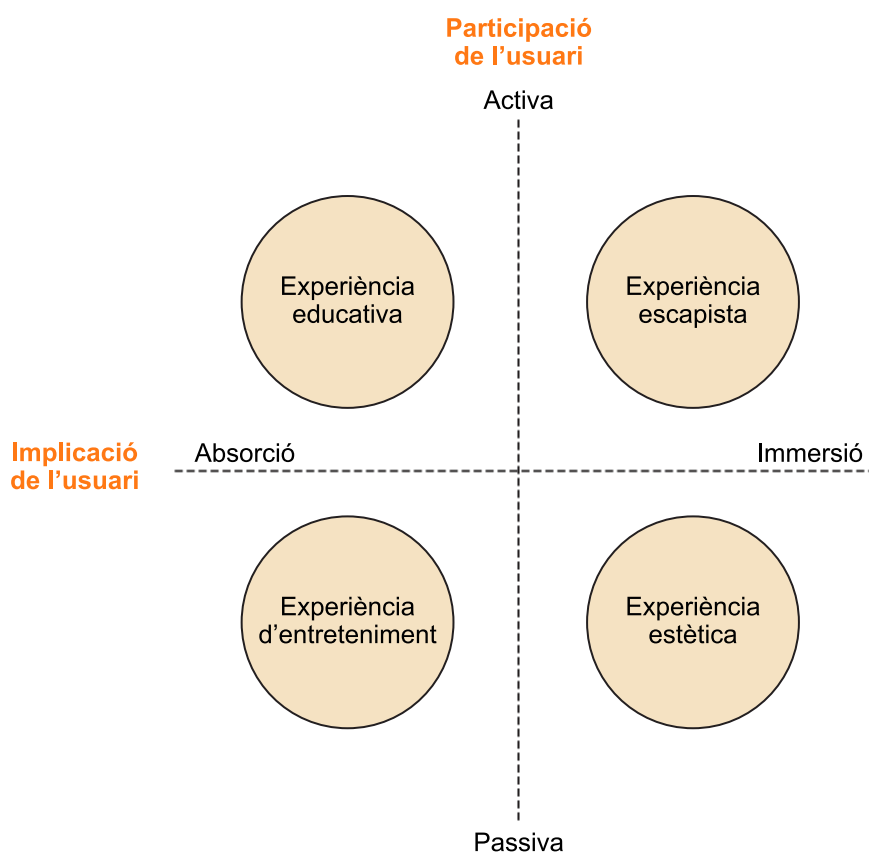 Participació
de l’usuari
Activa
Experiència
educativa
Experiència
escapista
Implicació
de l’usuari
Absorció
Immersió
Experiència
d’entreteniment
Experiència
estètica
Passiva